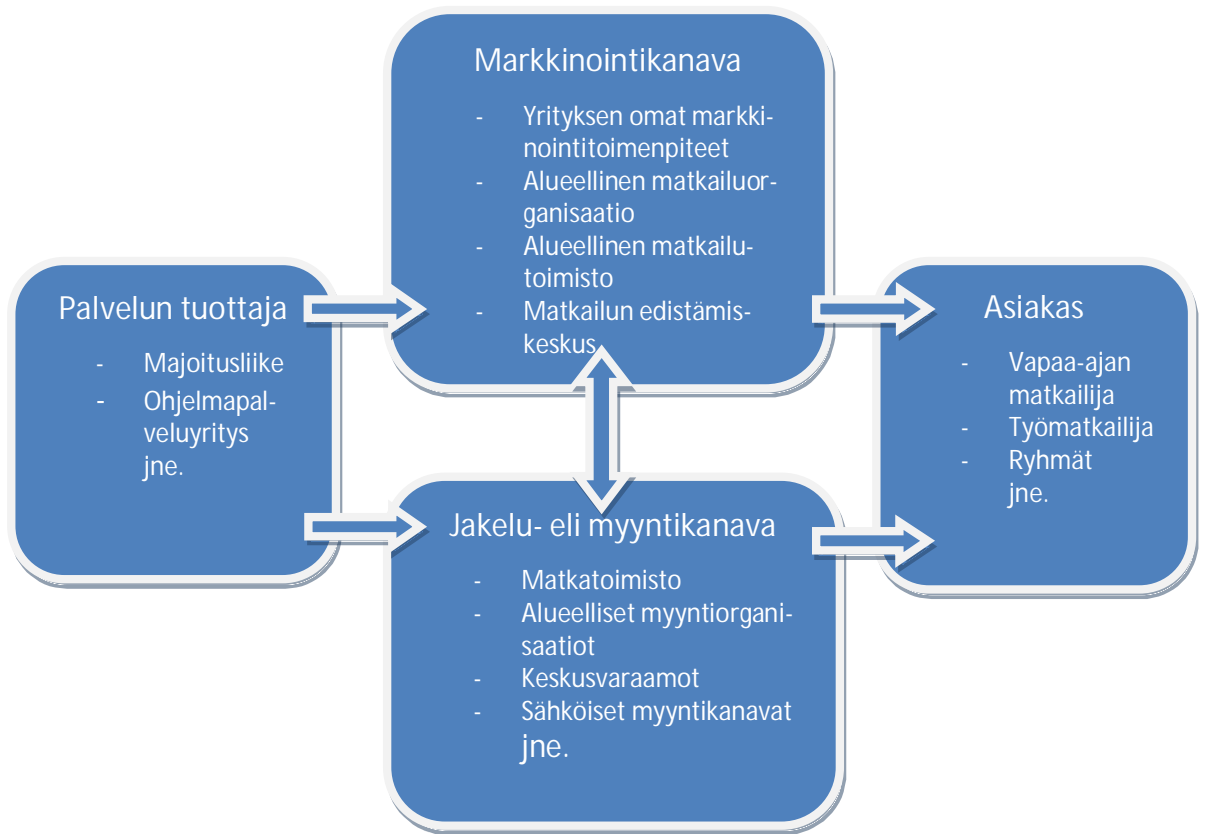 Markkinointikanava
- Yrityksen omat markki-
nointitoimenpiteet
- Alueellinen matkailuor-
ganisaatio
- Alueellinen matkailu-
toimisto
- Matkailun edistämis-
keskus
Palvelun tuottaja
- Majoitusliike
- Ohjelmapal-
veluyritys
jne.
Asiakas
- Vapaa-ajan
matkailija
- Työmatkailija
- Ryhmät
jne.
Jakelu- eli myyntikanava
- Matkatoimisto
- Alueelliset myyntiorgani-
saatiot
- Keskusvaraamot
- Sähköiset myyntikanavat
jne.